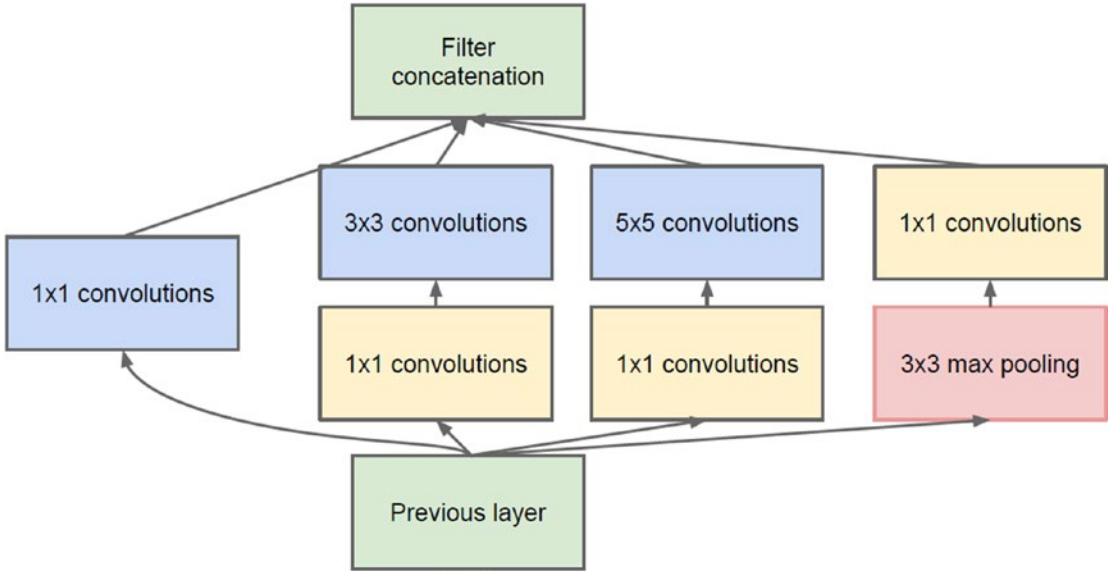 Filter
concatenation
3x3 convolutions
5x5 convolutions
1x1 convolutions
1x1 convolutions
1x1 convolutions
1x1 convolutions
3x3 max pooling
Previous layer